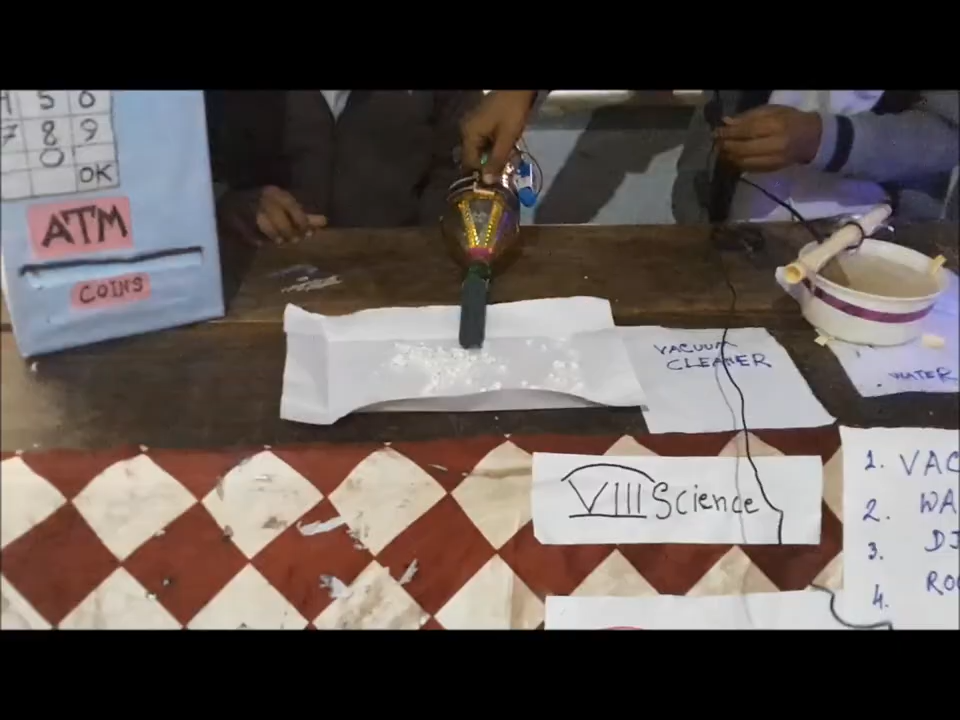 4 5 6
7 8 9
0 OK
ATM
COINS
VACUUM
CLEANER
WATER
VIII Science
1. VAC
2. WA
3. DI
4. RO